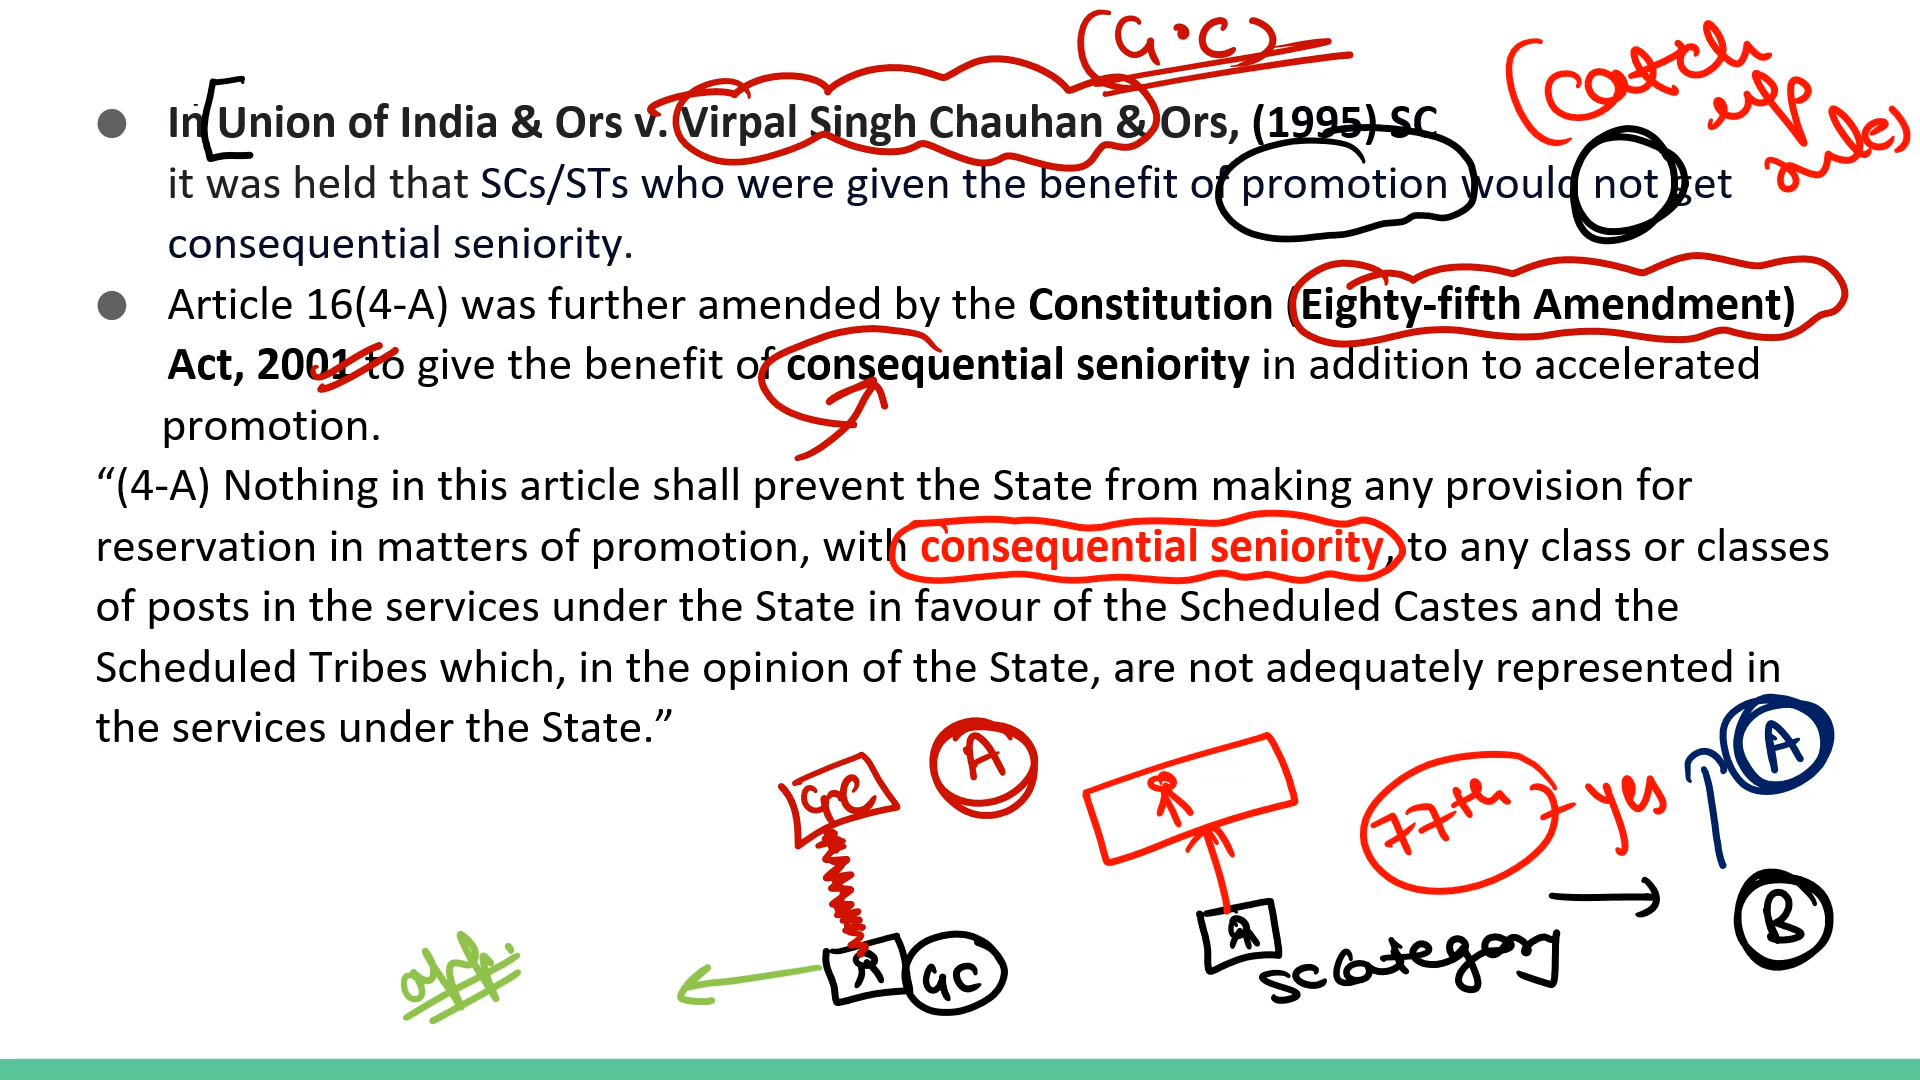 (G.C)
(Catch
up
rule)
● In Union of India & Ors v. Virpal Singh Chauhan & Ors, (1995) SC
it was held that SCs/STs who were given the benefit of promotion would not get
consequential seniority.
● Article 16(4-A) was further amended by the Constitution (Eighty-fifth Amendment)
Act, 2001 to give the benefit of consequential seniority in addition to accelerated
promotion.
“(4-A) Nothing in this article shall prevent the State from making any provision for
reservation in matters of promotion, with consequential seniority, to any class or classes
of posts in the services under the State in favour of the Scheduled Castes and the
Scheduled Tribes which, in the opinion of the State, are not adequately represented in
the services under the State.”
GC A 77th - yes A
GC SC Category B